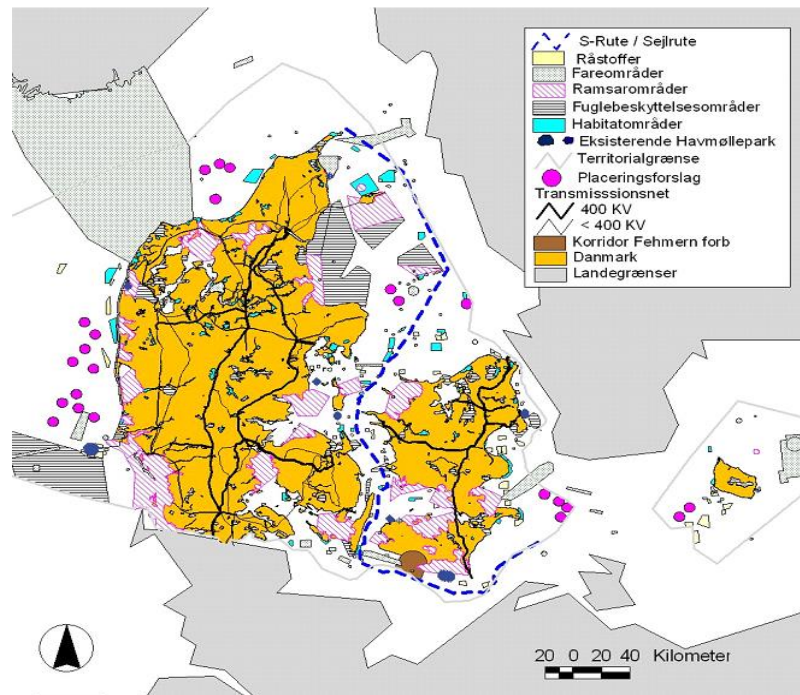 S-Rute / Sejlrute
Råstoffer
Fareområder
Ramsarområder
Fuglebeskyttelsesområder
Habitatområder
Eksisterende Havmøllepark
Territorialgrænse
Placeringsforslag
Transmisssionsnet
400 KV
< 400 KV
Korridor Fehmern forb
Danmark
Landegrænser
20 0 20 40 Kilometer